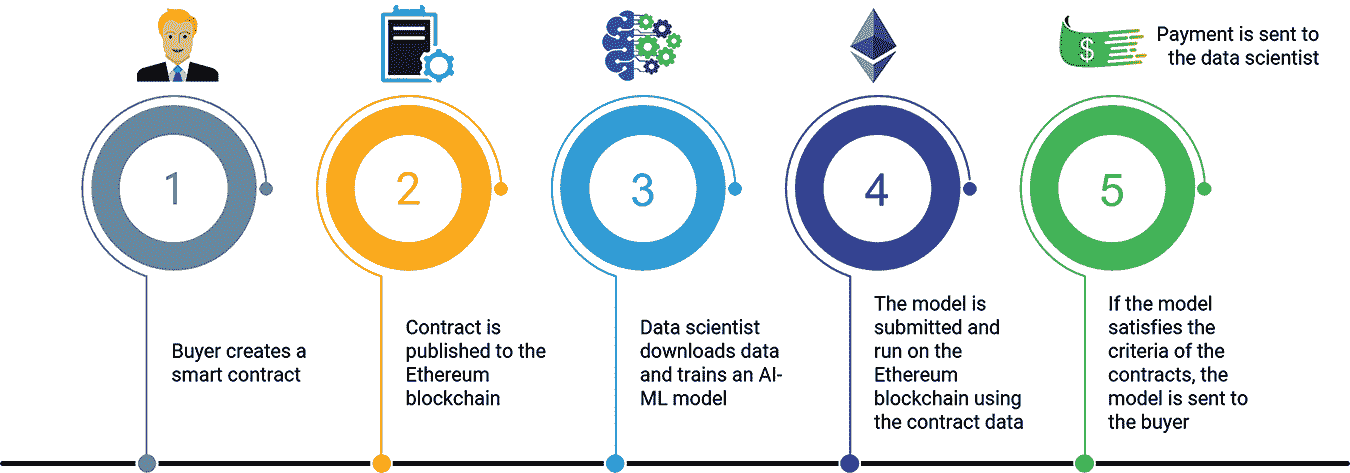 $
Payment is sent to
the data scientist
1
2
3
4
5
Buyer creates a
smart contract
Contract is
published to the
Ethereum
blockchain
Data scientist
downloads data
and trains an AI-
ML model
The model is
submitted and
run on the
Ethereum
blockchain using
the contract data
If the model
satisfies the
criteria of the
contracts, the
model is sent to
the buyer